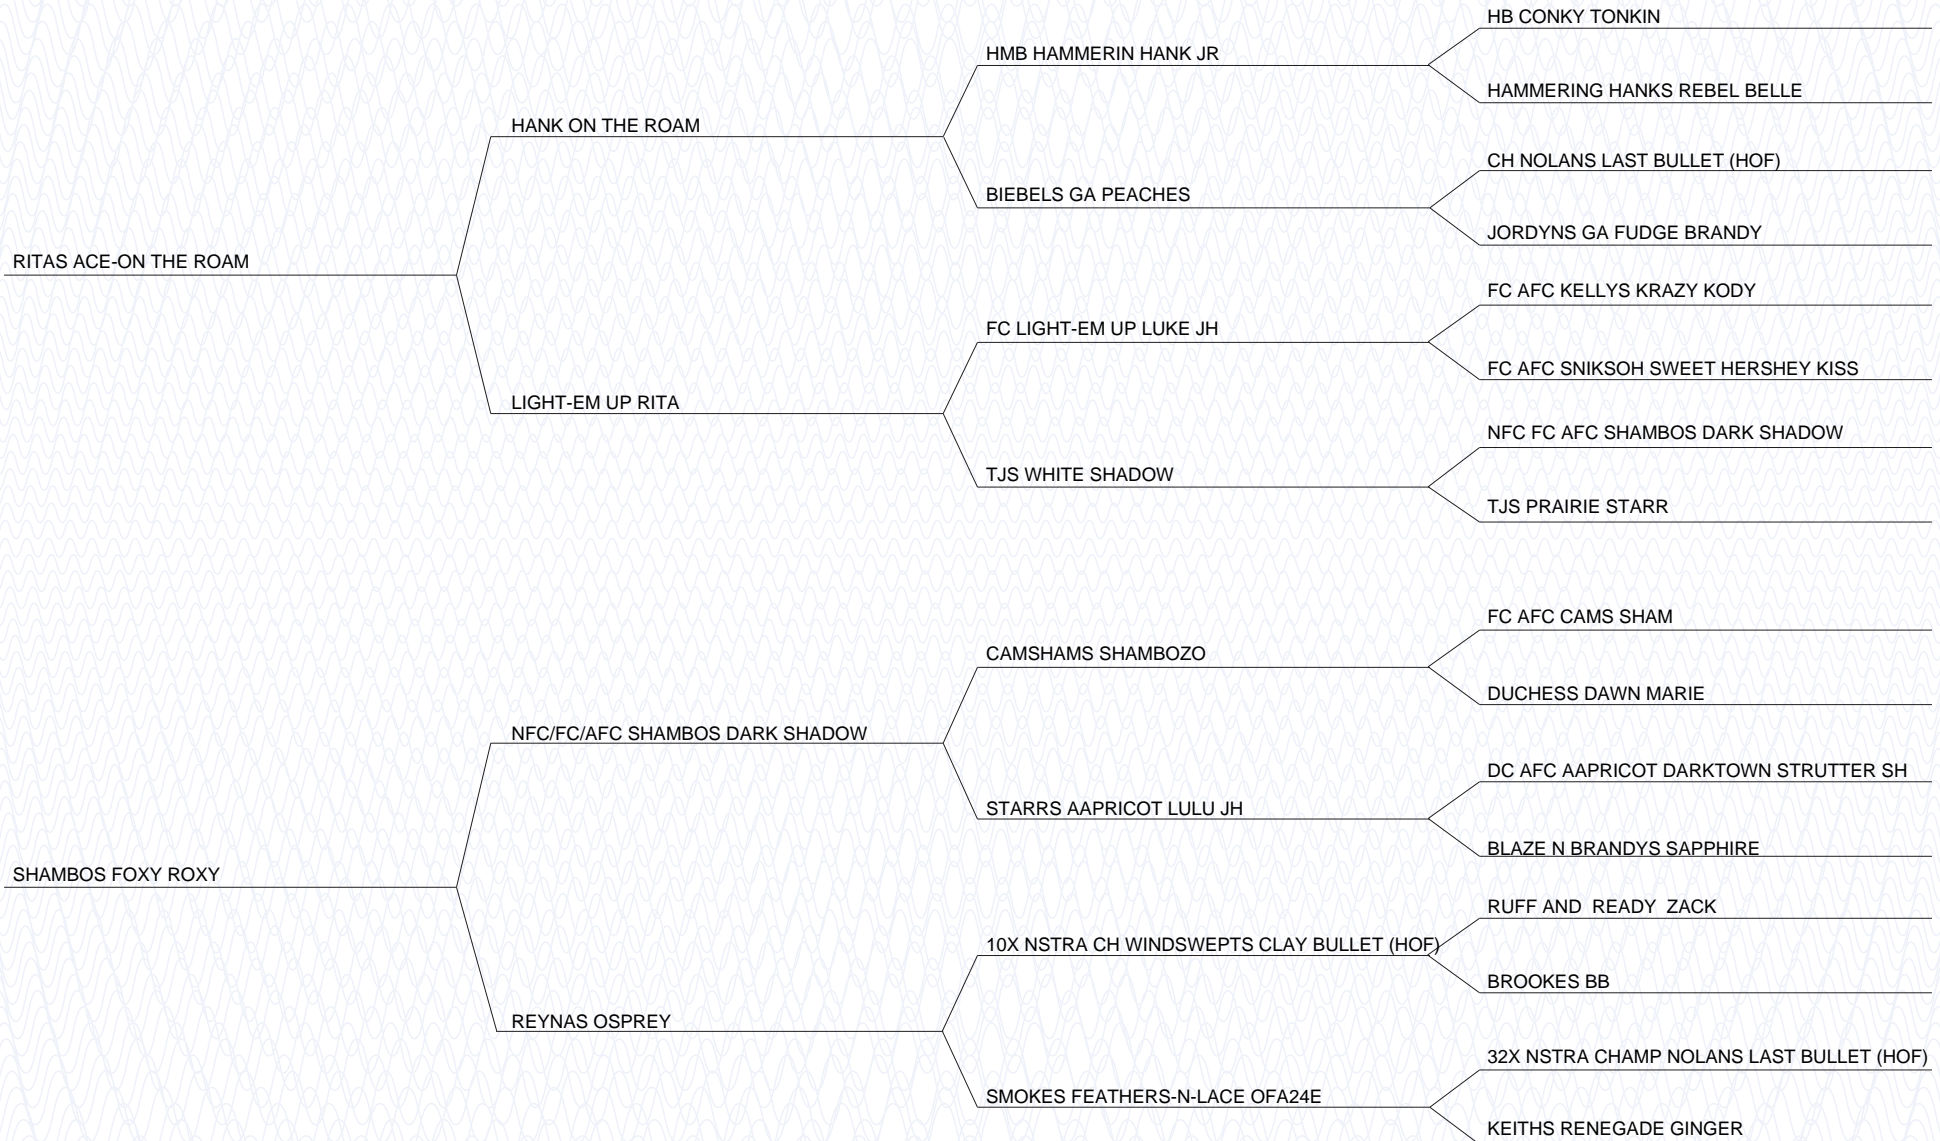 HB CONKY TONKIN
HMB HAMMERIN HANK JR
HAMMERING HANKS REBEL BELLE
HANK ON THE ROAM
CH NOLANS LAST BULLET (HOF)
BIEBELS GA PEACHES
JORDYNS GA FUDGE BRANDY
RITAS ACE-ON THE ROAM
FC AFC KELLYS KRAZY KODY
FC LIGHT-EM UP LUKE JH
FC AFC SNIKSOH SWEET HERSHEY KISS
LIGHT-EM UP RITA
NFC FC AFC SHAMBOS DARK SHADOW
TJS WHITE SHADOW
TJS PRAIRIE STARR
FC AFC CAMS SHAM
CAMSHAMS SHAMBOZO
DUCHESS DAWN MARIE
NFC/FC/AFC SHAMBOS DARK SHADOW
DC AFC AAPRICOT DARKTOWN STRUTTER SH
STARRS AAPRICOT LULU JH
BLAZE N BRANDYS SAPPHIRE
SHAMBOS FOXY ROXY
RUFF AND  READY  ZACK
10X NSTRA CH WINDSWEPTS CLAY BULLET (HOF)
BROOKES BB
REYNAS OSPREY
32X NSTRA CHAMP NOLANS LAST BULLET (HOF)
SMOKES FEATHERS-N-LACE OFA24E
KEITHS RENEGADE GINGER